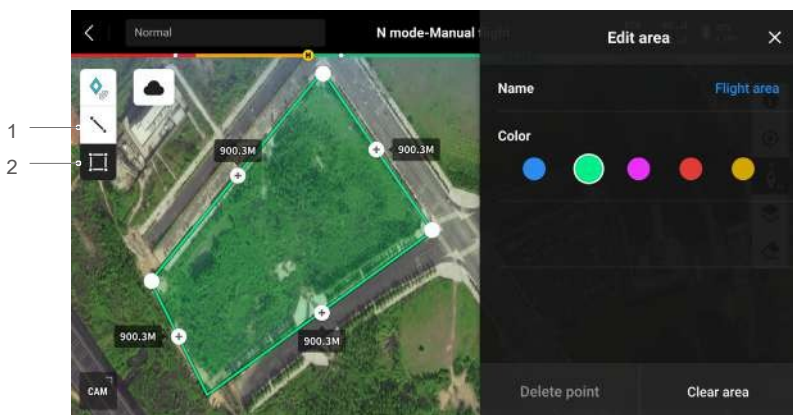 Normal
N mode-Manual
Edit area
Name
Flight area
Color
1
2
900.3M
900.3M
900.3M
900.3M
CAM
Delete point
Clear area